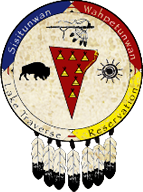 Sisitunwan Wahpetunwan
Lake Traverse Reservation